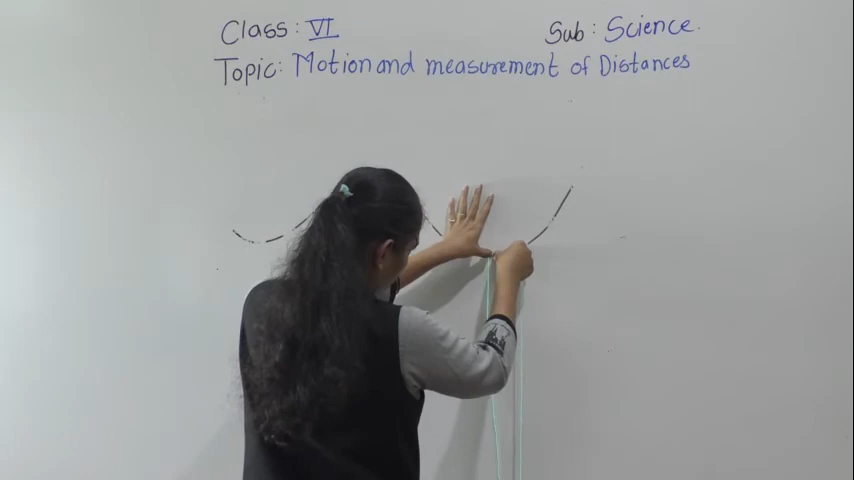 Class: VI Sub: Science.
Topic: Motion and measurement of Distances